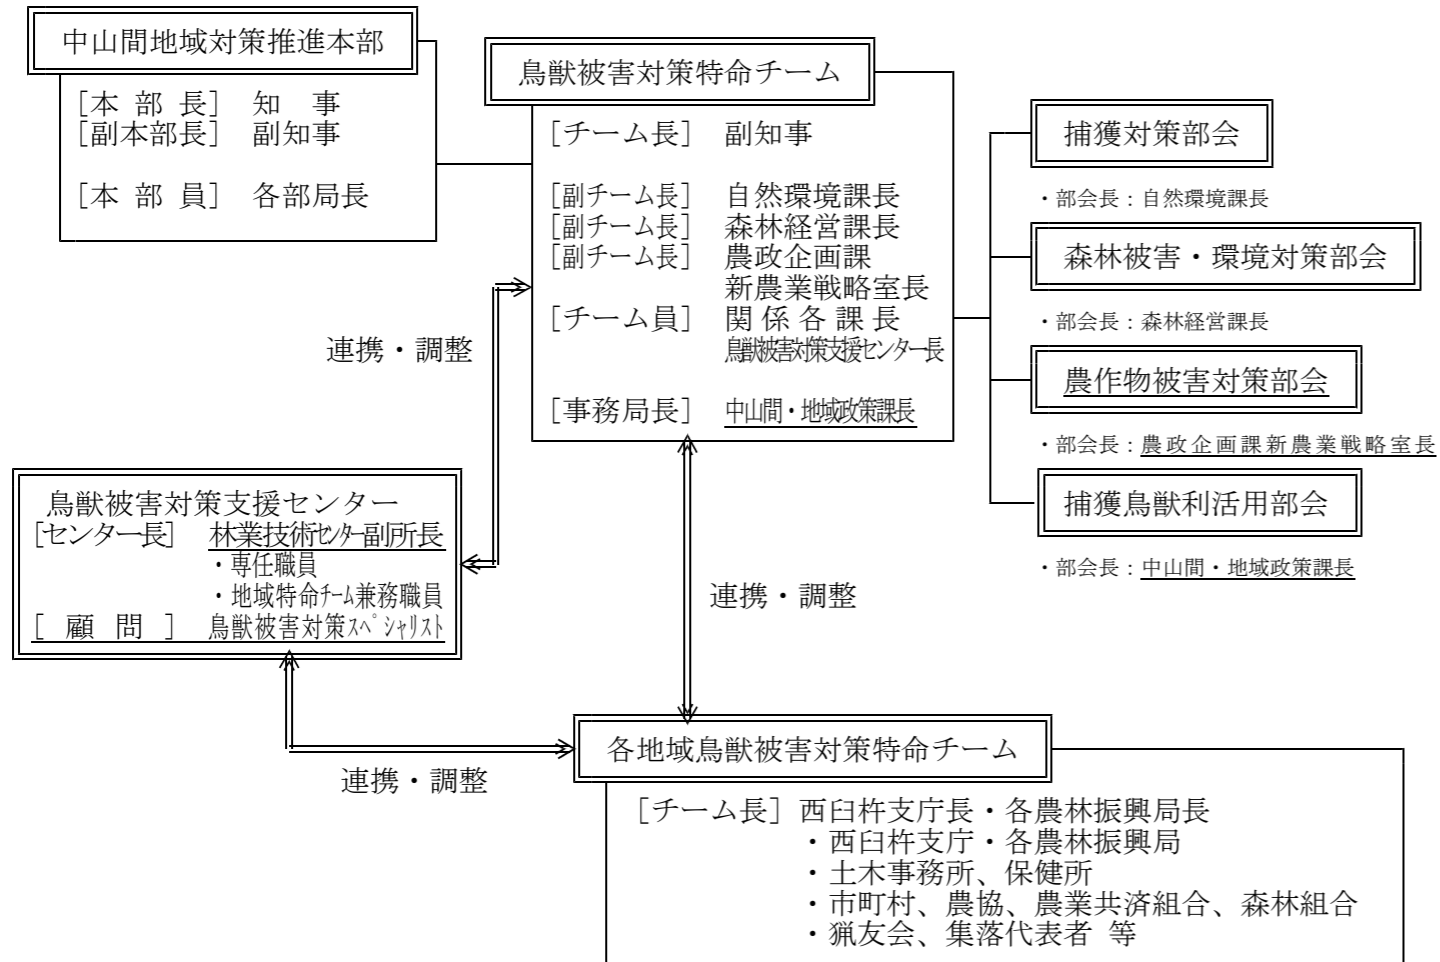 中山間地域対策推進本部
［本 部 長］ 知　事
［副本部長］ 副知事
［本 部 員］ 各部局長
鳥獣被害対策特命チーム
［チーム長］ 副知事
［副チーム長］ 自然環境課長
［副チーム長］ 森林経営課長
［副チーム長］ 農政企画課
新農業戦略室長
［チーム員］ 関 係 各 課 長
鳥獣被害対策支援センター長
［事務局長］ 中山間・地域政策課長
捕獲対策部会
・部会長：自然環境課長
森林被害・環境対策部会
・部会長：森林経営課長
農作物被害対策部会
・部会長：農政企画課新農業戦略室長
捕獲鳥獣利活用部会
・部会長：中山間・地域政策課長
連携・調整
鳥獣被害対策支援センター
［センター長］ 林業技術ｾﾝﾀｰ副所長
・専任職員
・地域特命ﾁｰﾑ兼務職員
［ 顧 問 ］ 鳥獣被害対策ｽﾍﾟｼｬﾘｽﾄ
連携・調整
連携・調整
各地域鳥獣被害対策特命チーム
［チーム長］ 西臼杵支庁長・各農林振興局長
・西臼杵支庁・各農林振興局
・土木事務所、保健所
・市町村、農協、農業共済組合、森林組合
・猟友会、集落代表者 等